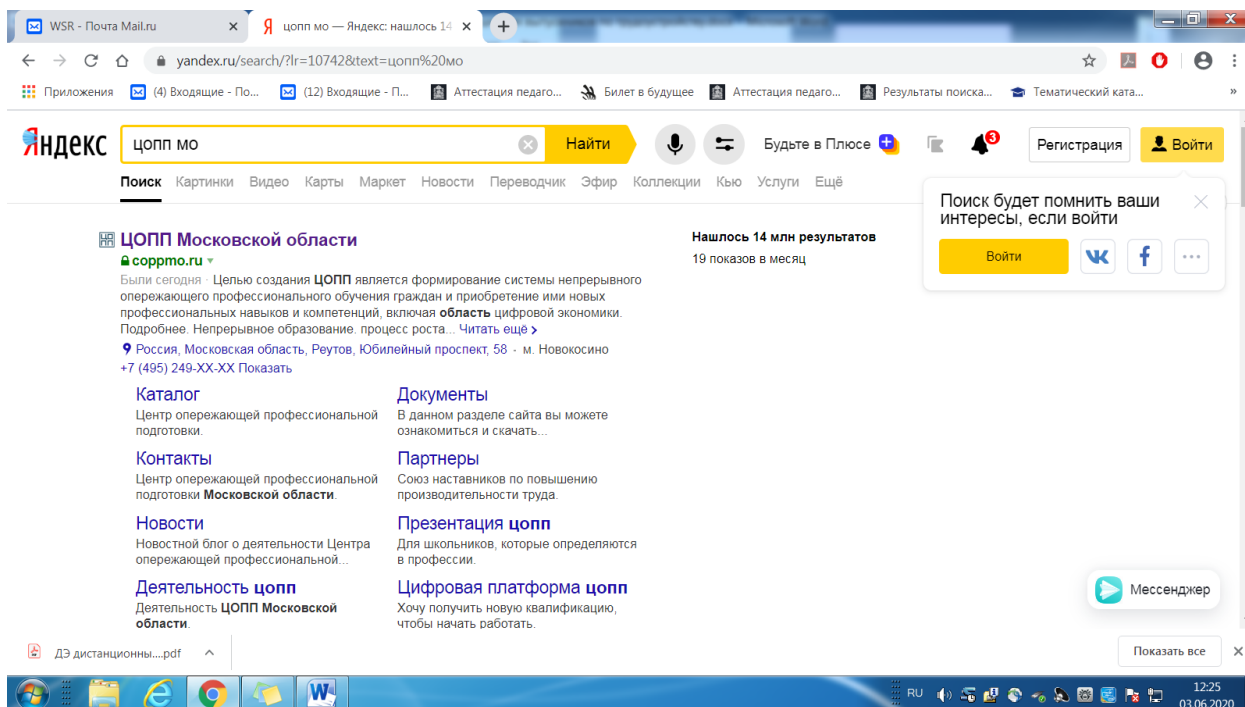 WSR - Почта Mail.ru
цопп мо — Яндекс: нашлось 14
yandex.ru/search/?lr=10742&text=цопп%20мо
Приложения (4) Входящие - По... (12) Входящие - П... Аттестация педаго... Билет в будущее Аттестация педаго... Результаты поиска... Тематический ката... »
Яндекс цопп мо Найти Будьте в Плюсе 3 Регистрация Войти
Поиск Картинки Видео Карты Маркет Новости Переводчик Эфир Коллекции Кью Услуги Ещё
Поиск будет помнить ваши
интересы, если войти
Войти
ЦОПП Московской области
coppmo.ru
Были сегодня · Целью создания ЦОПП является формирование системы непрерывного
опережающего профессионального обучения граждан и приобретение ими новых
профессиональных навыков и компетенций, включая область цифровой экономики.
Подробнее. Непрерывное образование. процесс роста... Читать ещё >
Россия, Московская область, Реутов, Юбилейный проспект, 58 · м. Новокосино
+7 (495) 249-XX-XX Показать
Нашлось 14 млн результатов
19 показов в месяц
Каталог
Центр опережающей профессиональной
подготовки.
Документы
В данном разделе сайта вы можете
ознакомиться и скачать...
Контакты
Центр опережающей профессиональной
подготовки Московской области.
Партнеры
Союз наставников по повышению
производительности труда.
Новости
Новостной блог о деятельности Центра
опережающей профессиональной...
Презентация цопп
Для школьников, которые определяются
в профессии.
Деятельность цопп
Деятельность ЦОПП Московской
области.
Цифровая платформа цопп
Хочу получить новую квалификацию,
чтобы начать работать.
Мессенджер
ДЭ дистанционны....pdf
Показать все
RU
12:25
03.06.2020